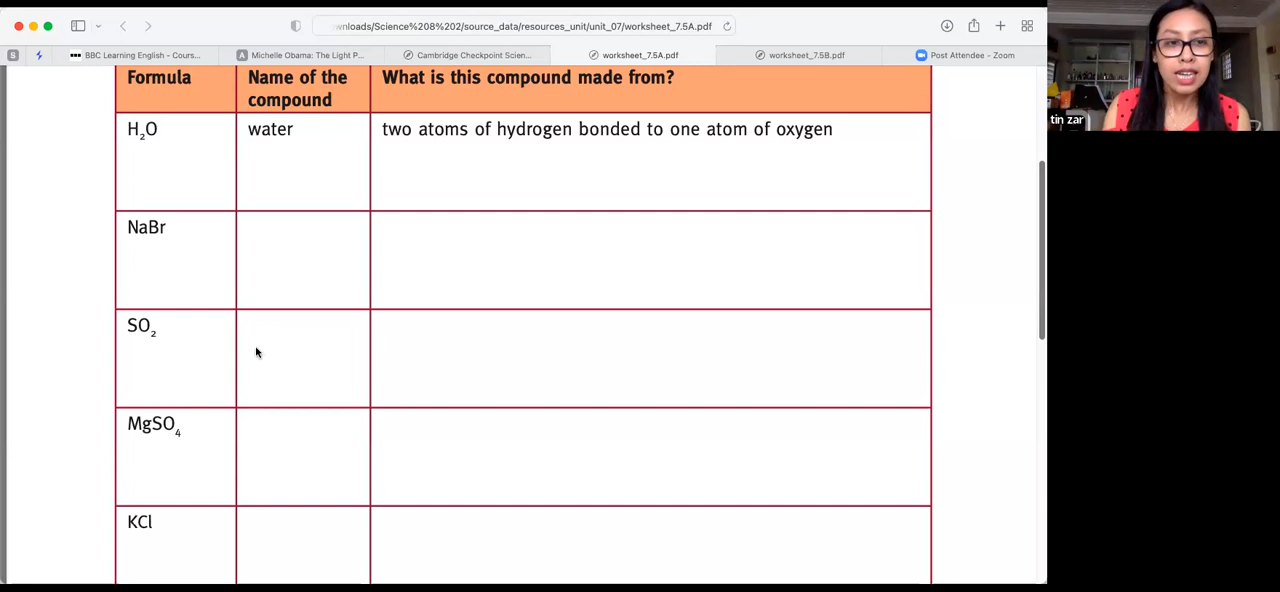 wnloads/Science%208%202/source_data/resources_unit/unit_07/worksheet_7.5A.pdf
S
BBC Learning English - Cours...
A Michelle Obama: The Light P...
Cambridge Checkpoint Scien...
worksheet_7.5A.pdf
worksheet_7.5B.pdf
Post Attendee - Zoom
Formula
Name of the
compound
What is this compound made from?
H₂O
water
two atoms of hydrogen bonded to one atom of oxygen
NaBr
SO₂
MgSO₄
KCl
tin zar